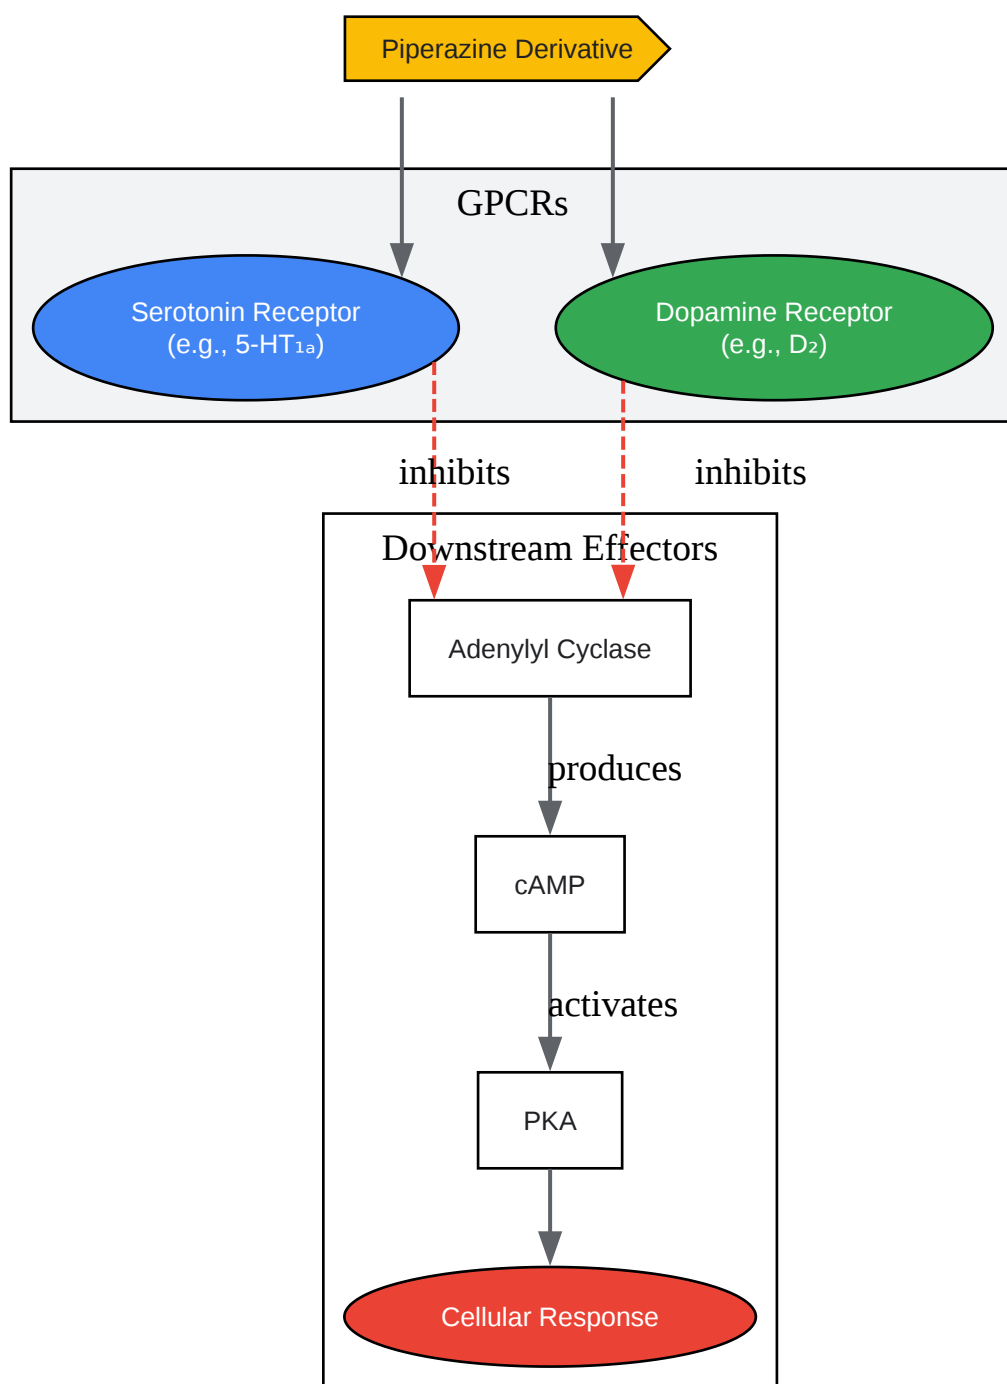 Piperazine Derivative
GPCRs
Serotonin Receptor
(e.g., 5-HT₁ₐ)
Dopamine Receptor
(e.g., D₂)
inhibits
inhibits
Downstream Effectors
Adenylyl Cyclase
produces
cAMP
activates
PKA
Cellular Response